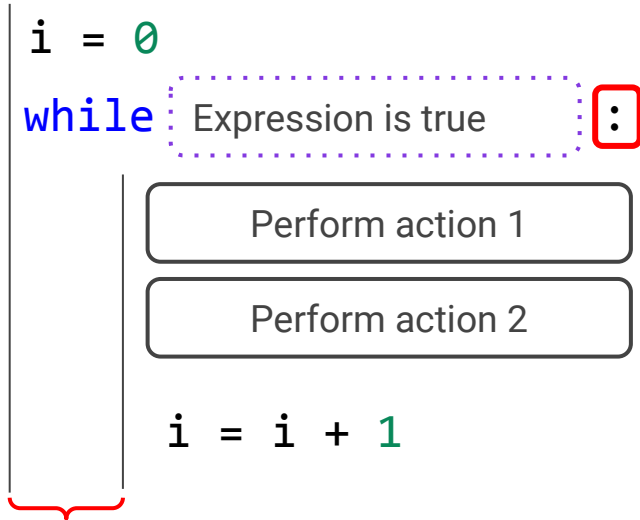 i = 0
while Expression is true :
Perform action 1
Perform action 2
i = i + 1